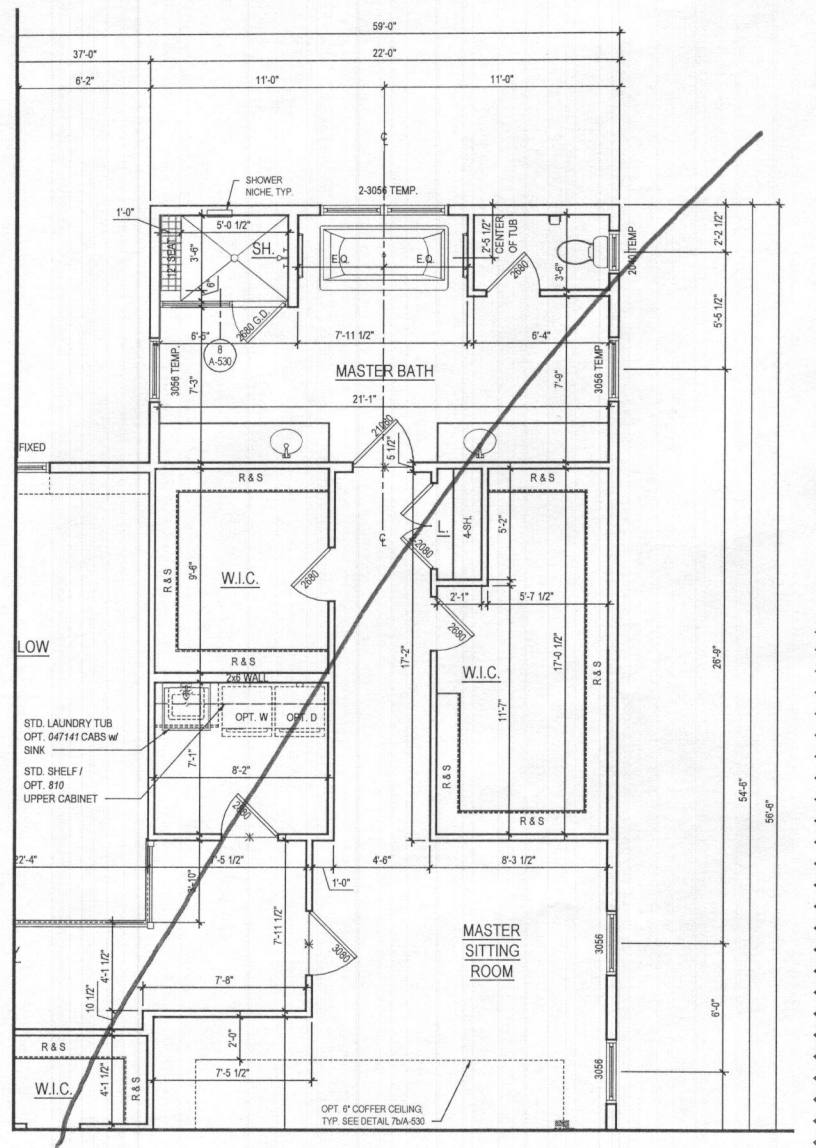 59'-0"
37'-0"
22'-0"
6'-2"
11'-0"
11'-0"
SHOWER
NICHE, TYP.
2-3056 TEMP.
1'-0"
5'-0 1/2"
12" SEAT
3'-6"
SH.
6"
E.Q.
E.Q.
2'-5 1/2"
CENTER
OF TUB
2680
3'-6"
2040 TEMP
2'-2 1/2"
5'-5 1/2"
2680 G.D.
6'-6"
8
A-530
7'-11 1/2"
6'-4"
3056 TEMP.
7'-3"
MASTER BATH
7'-9"
3056 TEMP.
21'-1"
21080
5 1/2"
FIXED
R & S
R & S
L.
4-SH.
5'-2"
9'-6"
R & S
W.I.C.
2680
2080
2'-1"
5'-7 1/2"
2680
17'-2"
W.I.C.
17'-0 1/2"
R & S
26'-9"
LOW
R & S
2x6 WALL
OPT. W
OPT. D
STD. LAUNDRY TUB
OPT. 047141 CABS w/
SINK
STD. SHELF /
OPT. 810
UPPER CABINET
7'-1"
8'-2"
11'-7"
R & S
R & S
54'-6"
56'-6"
22'-4"
4'-6"
8'-3 1/2"
1'-0"
7'-11 1/2"
3080
MASTER
SITTING
ROOM
3056
4'-1 1/2"
10 1/2"
7'-8"
6'-0"
R & S
2'-0"
W.I.C.
4'-1 1/2"
R & S
7'-5 1/2"
3056
OPT. 6" COFFER CEILING,
TYP. SEE DETAIL 7b/A-530